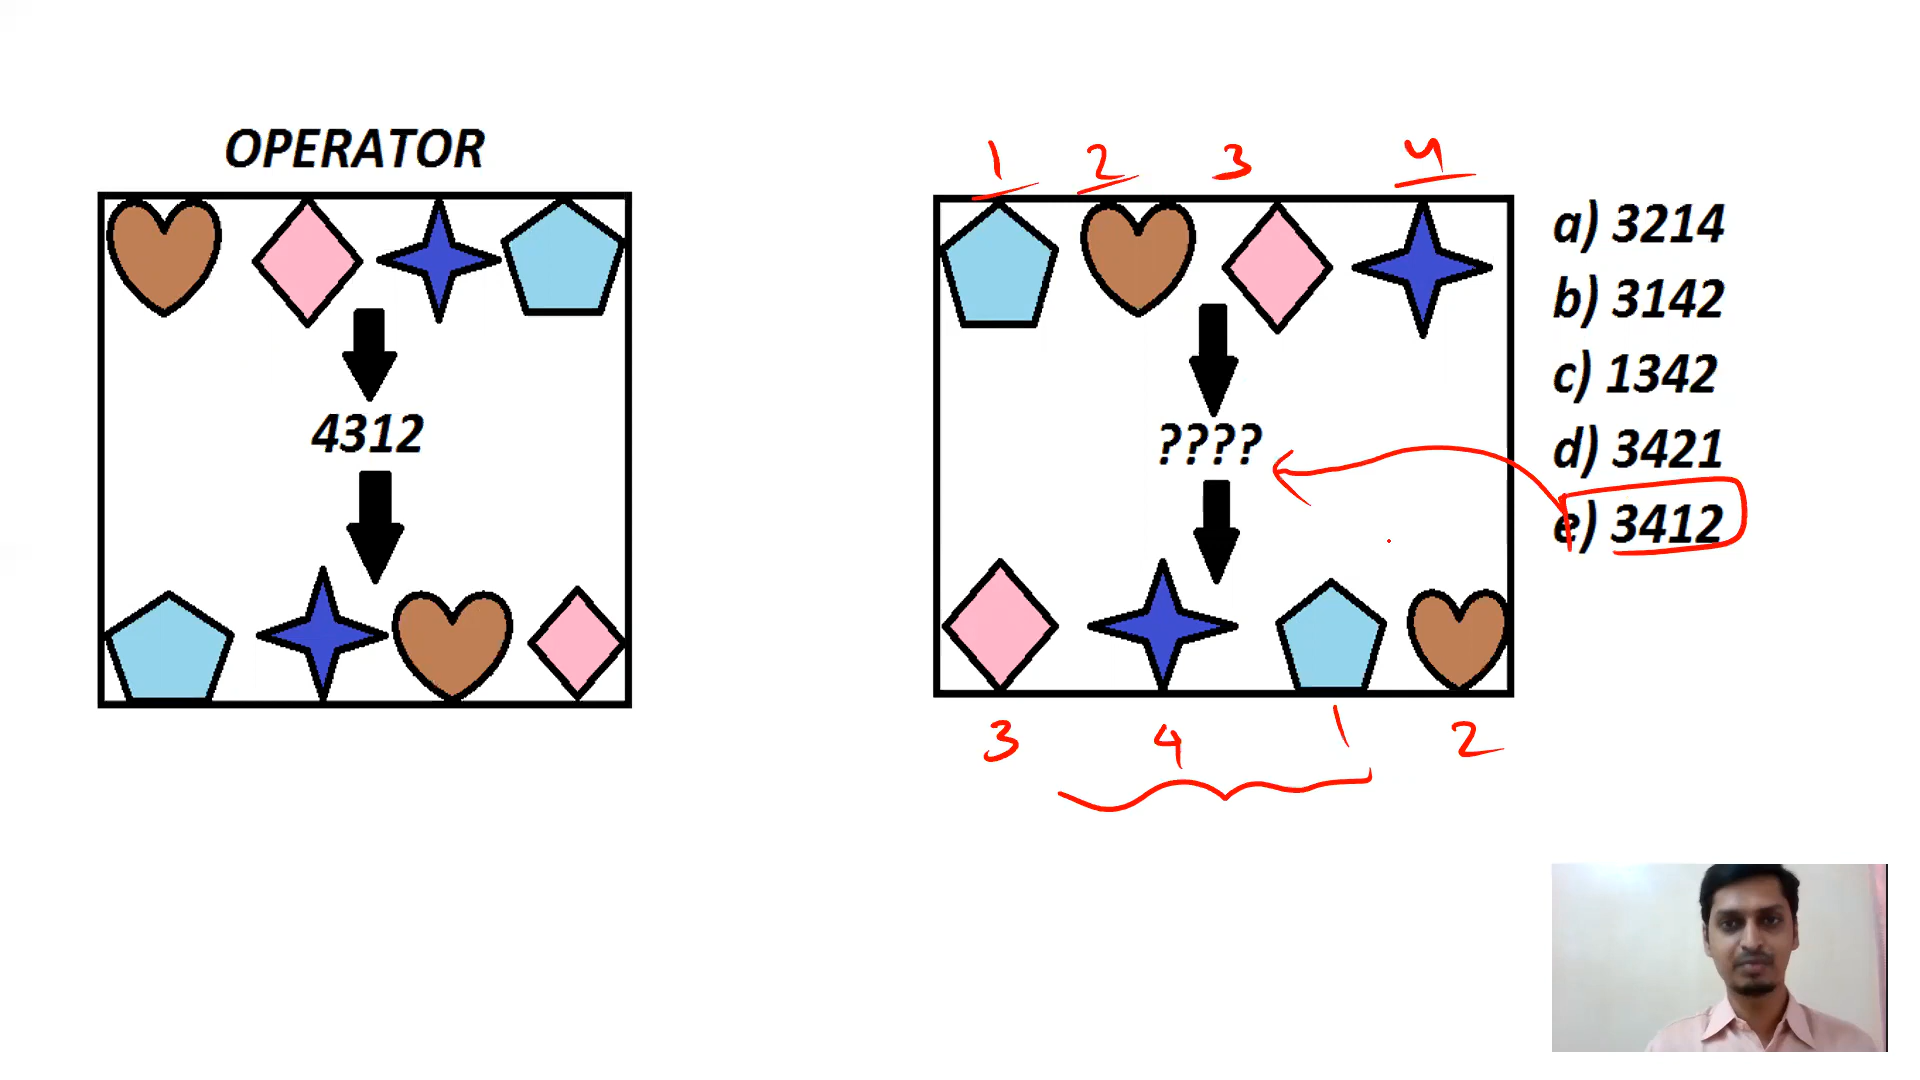 OPERATOR
4312
1 2 3 4
????
3 4 1 2
a) 3214
b) 3142
c) 1342
d) 3421
e) 3412